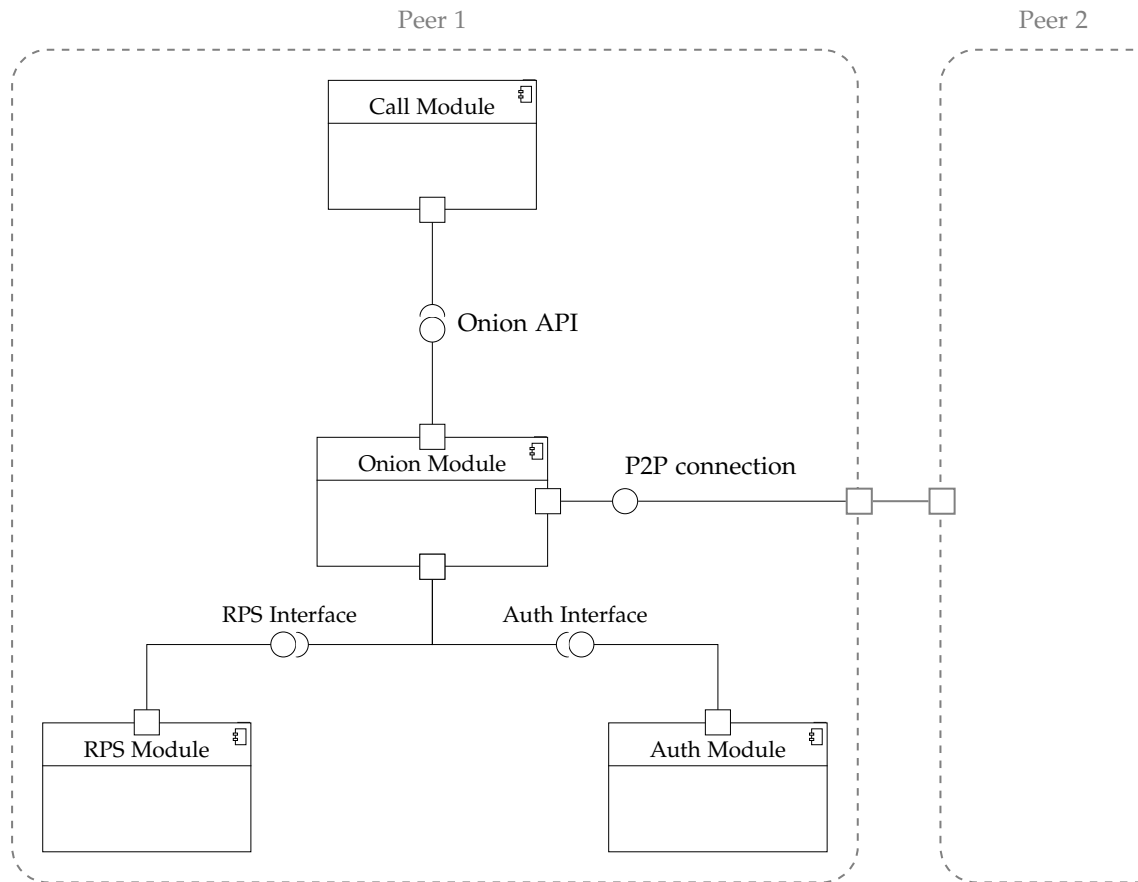 Peer 1
Peer 2
Call Module
Onion API
Onion Module
P2P connection
RPS Interface
Auth Interface
RPS Module
Auth Module